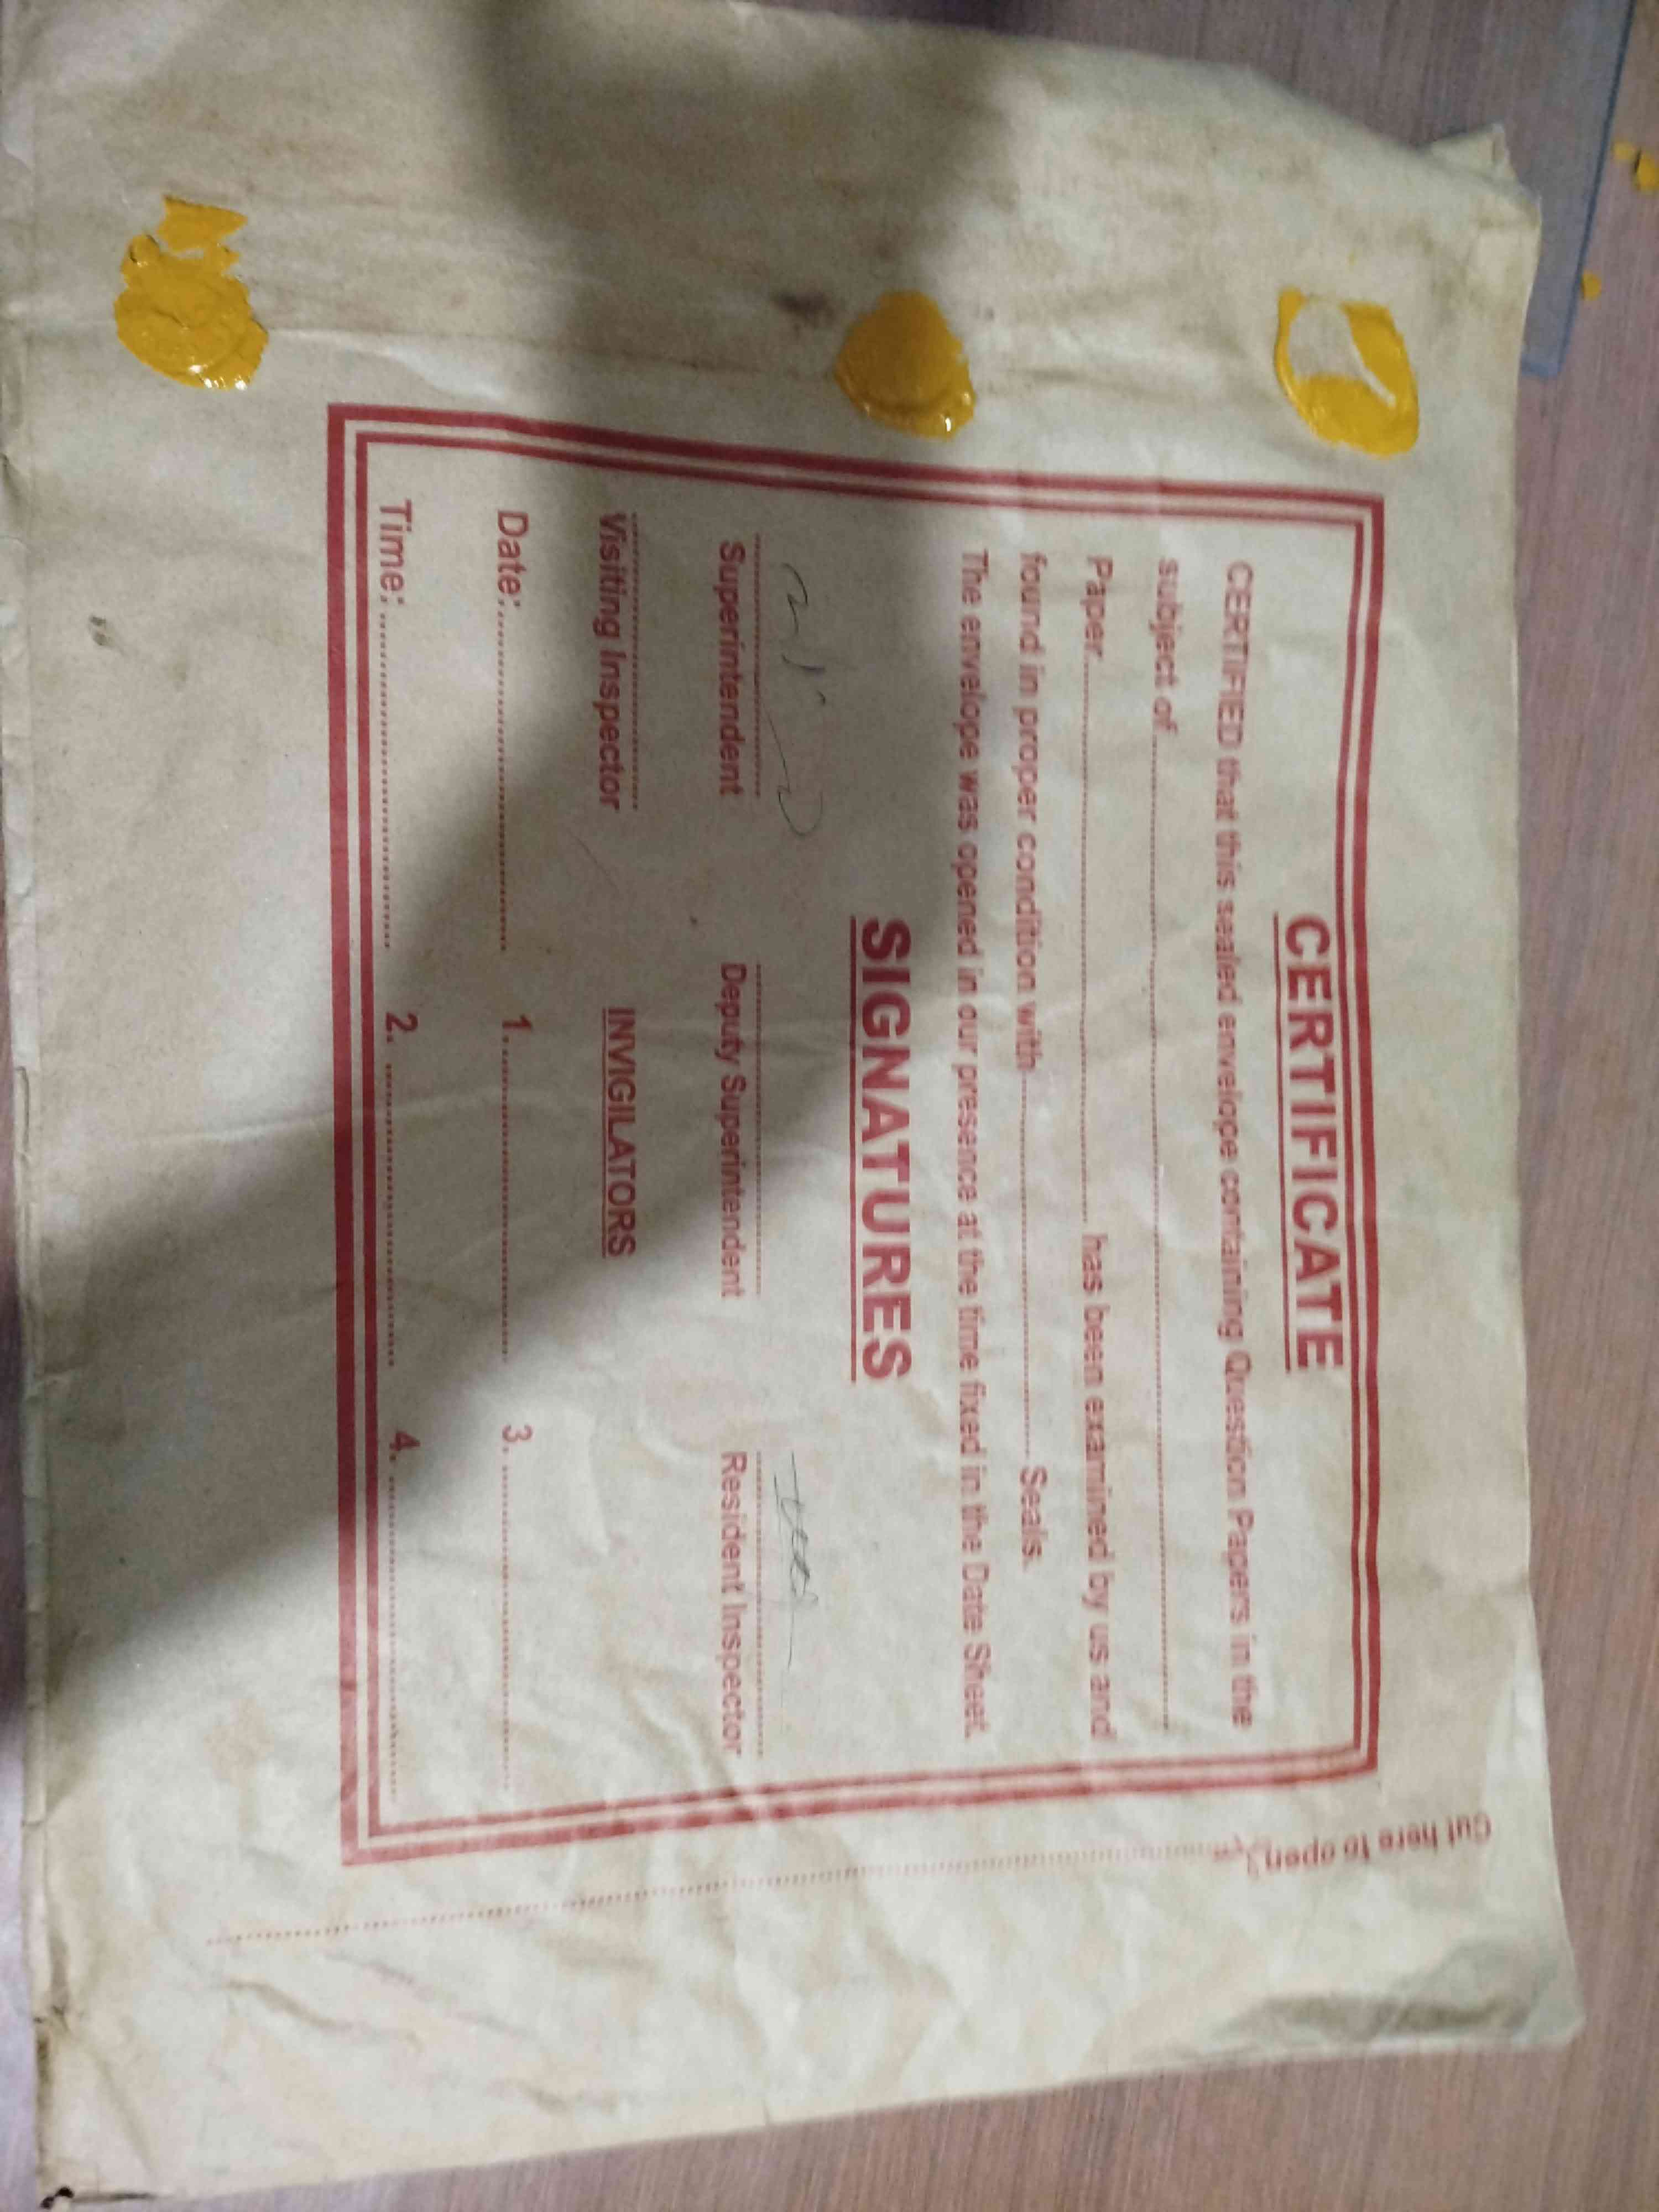 CERTIFICATE
CERTIFIED that this sealed envelope containing Question Papers in the
subject of
Paper has been examined by us and
found in proper condition with Seals.
The envelope was opened in our presence at the time fixed in the Date Sheet.
SIGNATURES
Superintendent Deputy Superintendent Resident Inspector
Visiting Inspector INVIGILATORS
Date: 1. 3.
Time: 2. 4.
Cut here to open